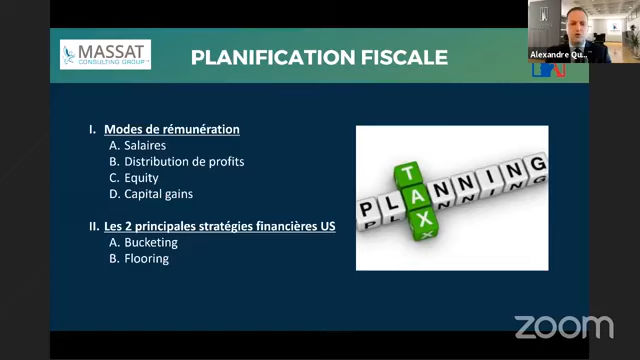 MASSAT
CONSULTING GROUP
PLANIFICATION FISCALE
Alexandre Qu...
I. Modes de rémunération
A. Salaires
B. Distribution de profits
C. Equity
D. Capital gains
II. Les 2 principales stratégies financières US
A. Bucketing
B. Flooring
PLANNING
TAX
zoom